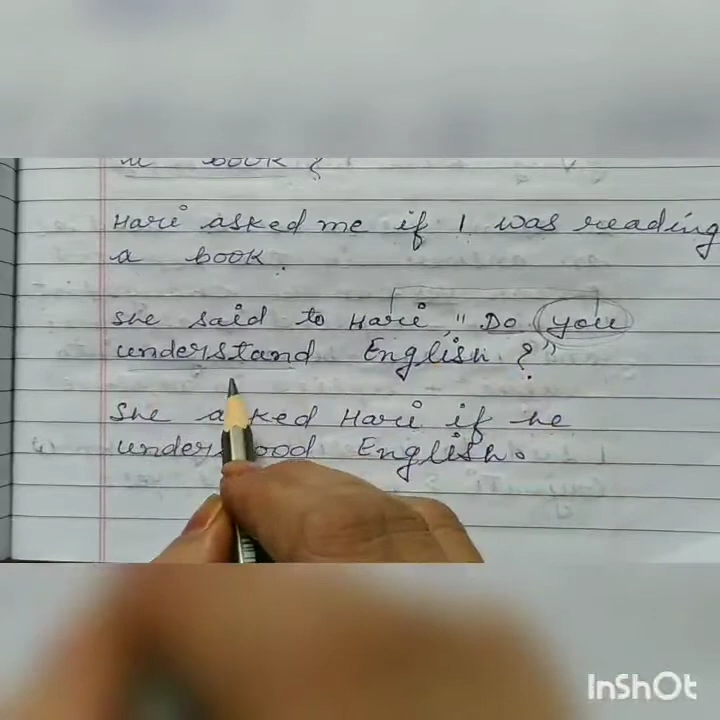 a book ?
Hari asked me if I was reading
a book.
She said to Hari, "Do you
understand English ?"
She asked Hari if he
understood English.
InShOt